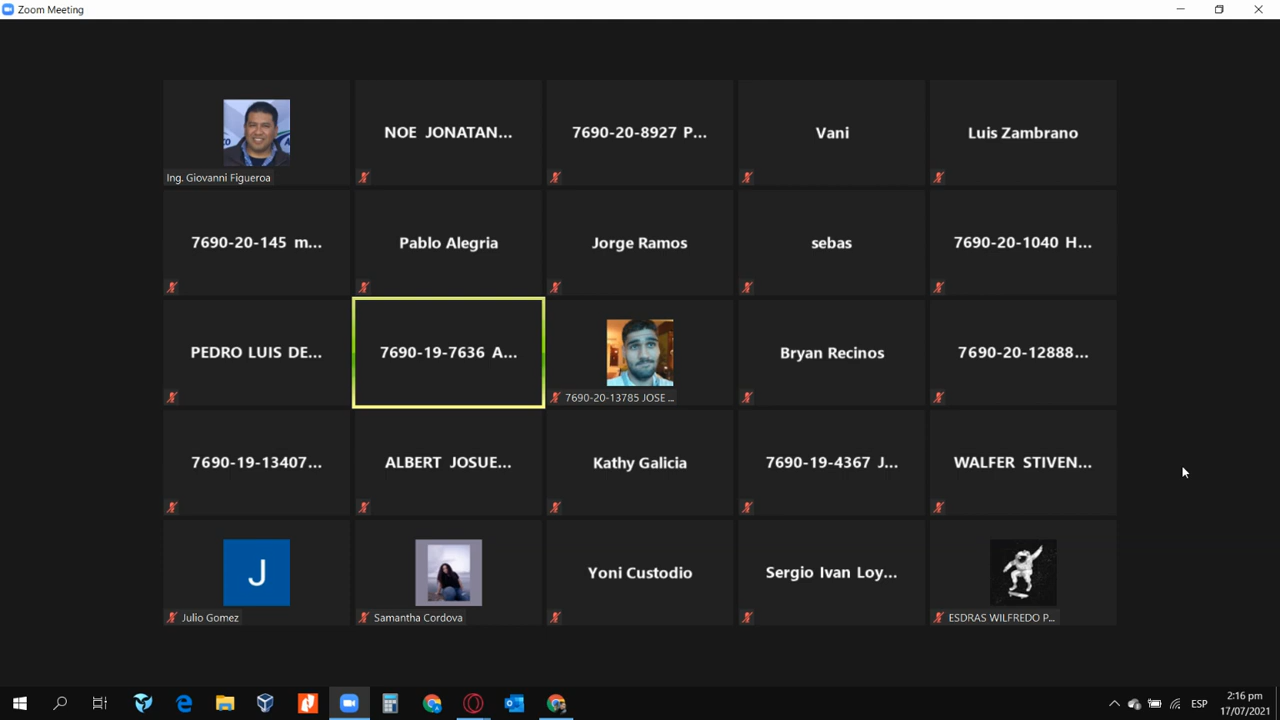 Zoom Meeting
Ing. Giovanni Figueroa
NOE JONATAN...
7690-20-8927 P...
Vani
Luis Zambrano
7690-20-145 m...
Pablo Alegria
Jorge Ramos
sebas
7690-20-1040 H...
PEDRO LUIS DE...
7690-19-7636 A...
7690-20-13785 JOSE ...
Bryan Recinos
7690-20-12888...
7690-19-13407...
ALBERT JOSUE...
Kathy Galicia
7690-19-4367 J...
WALFER STIVEN...
J
Julio Gomez
Samantha Cordova
Yoni Custodio
Sergio Ivan Loy...
ESDRAS WILFREDO P...
ESP
2:16 pm
17/07/2021